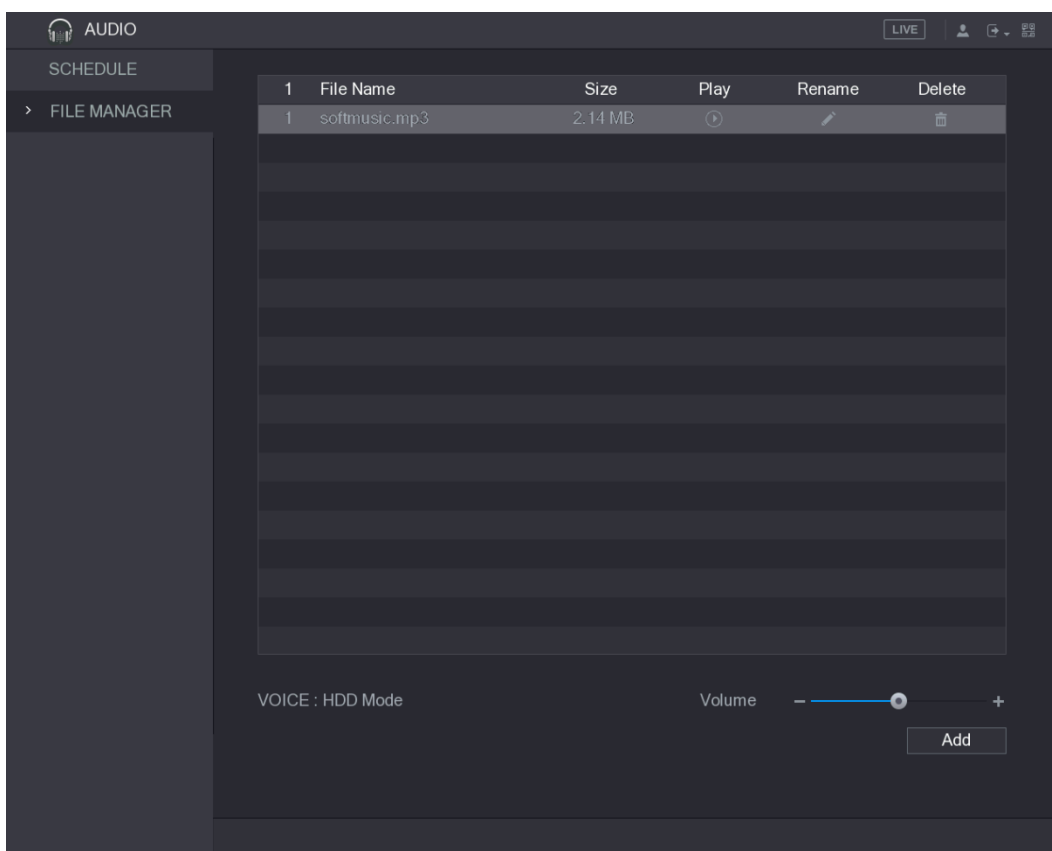 AUDIO LIVE
SCHEDULE
FILE MANAGER
1 File Name Size Play Rename Delete
1 softmusic.mp3 2.14 MB
VOICE : HDD Mode Volume
Add